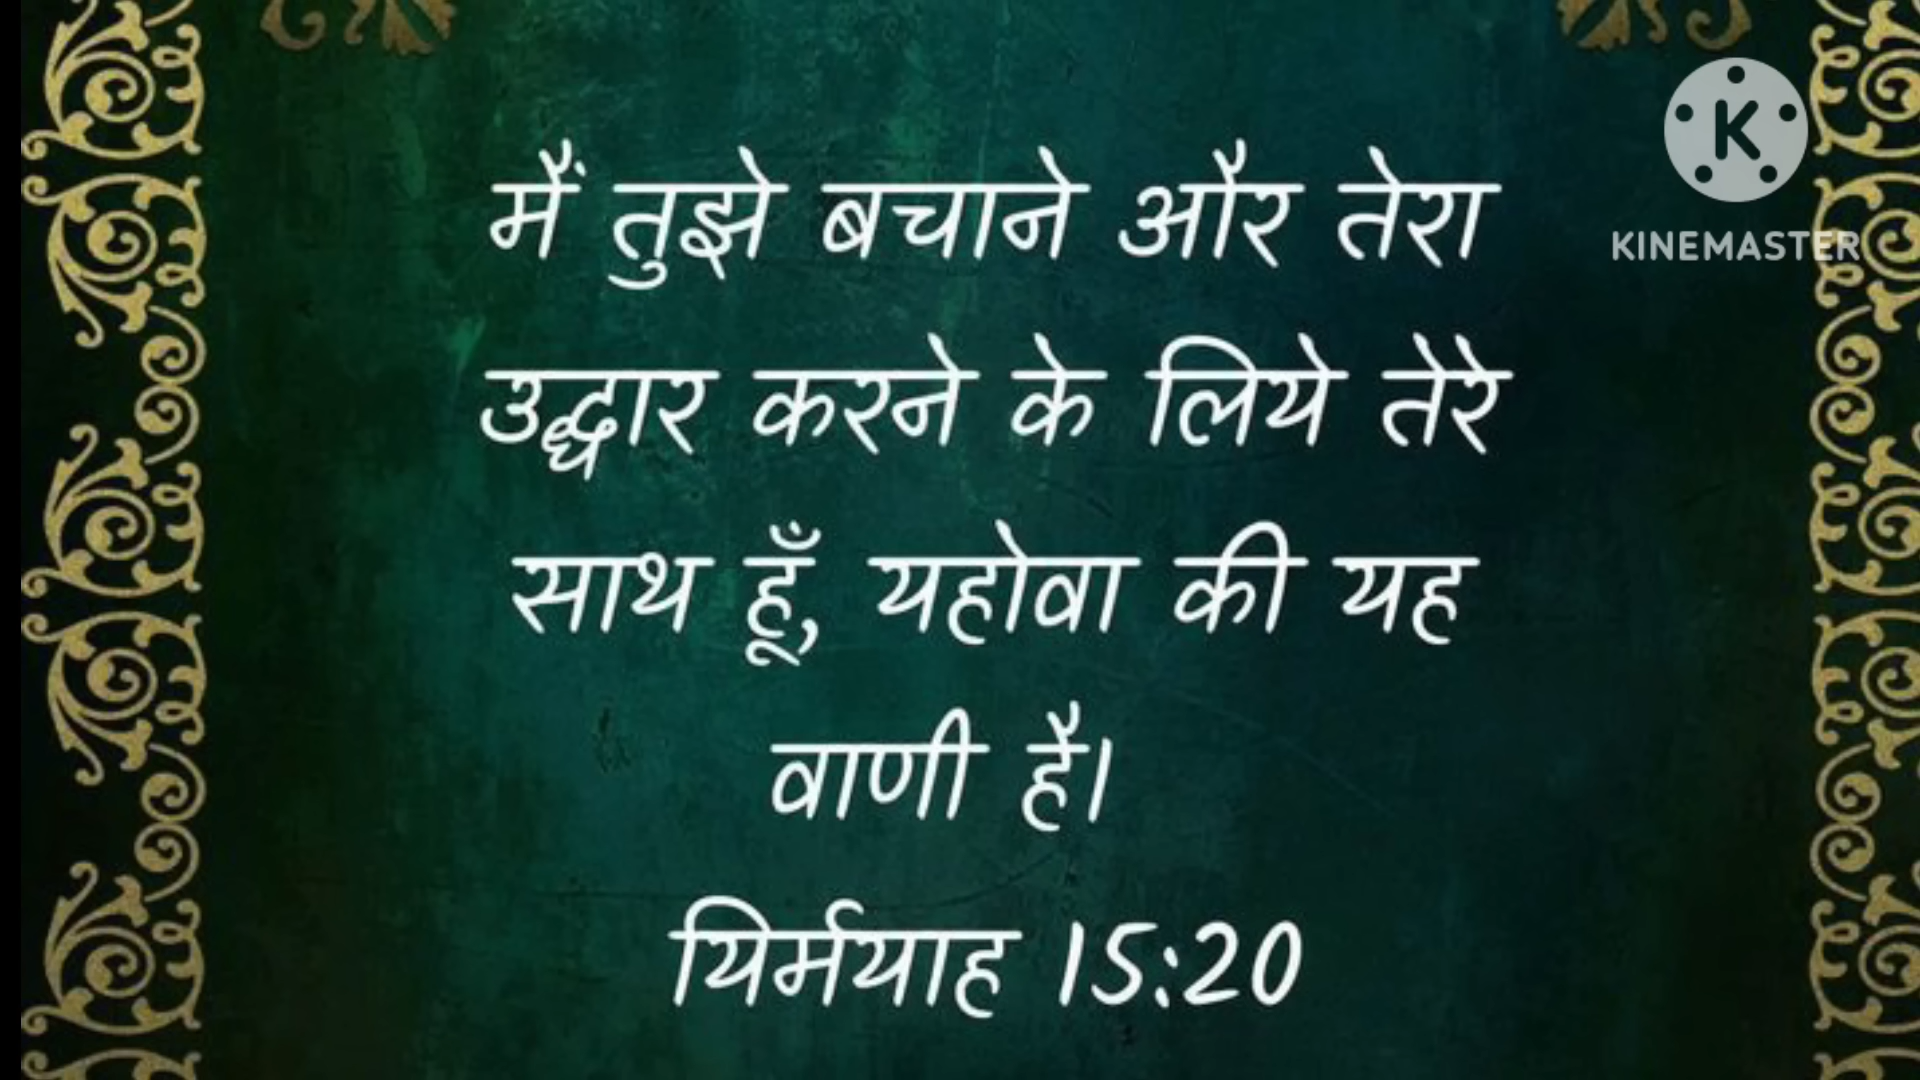 मैं तुझे बचाने और तेरा
उद्धार करने के लिये तेरे
साथ हूँ, यहोवा की यह
वाणी है।
यिर्मयाह 15:20
K
KINEMASTER